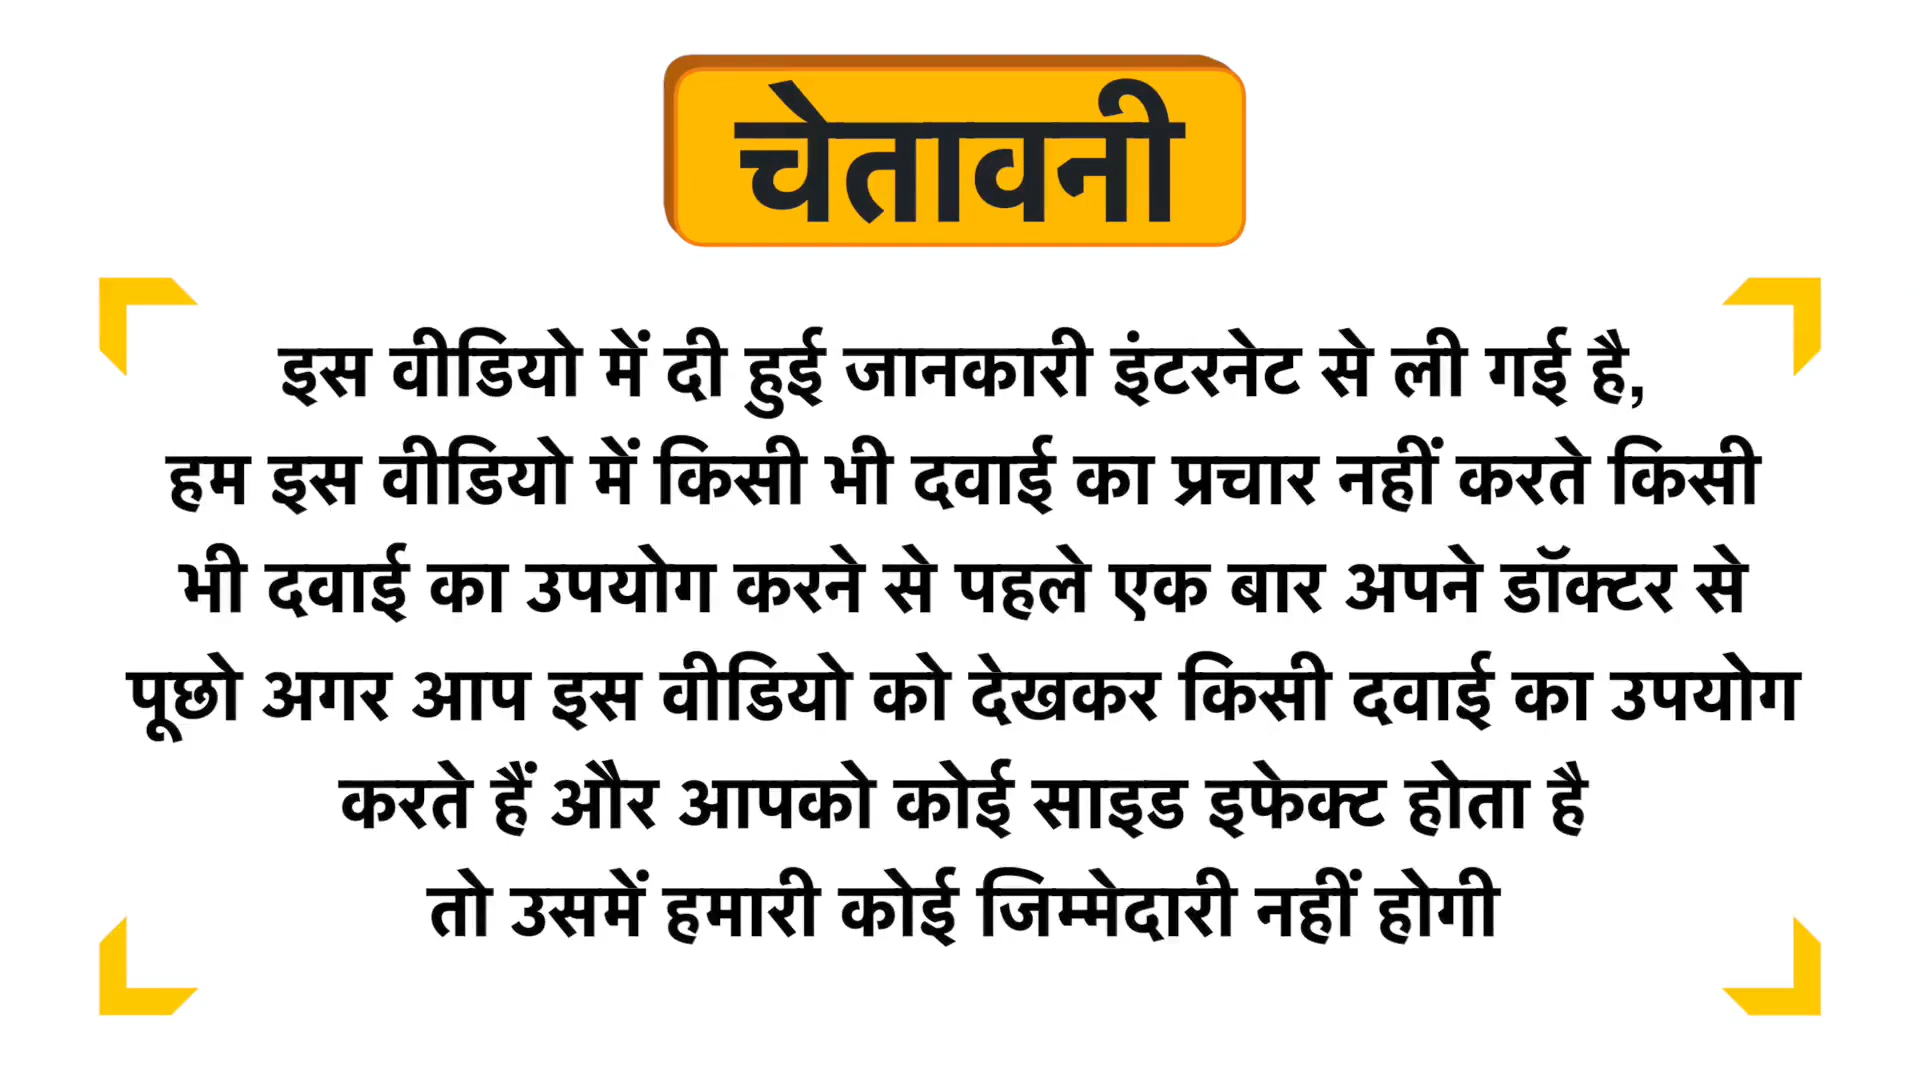 चेतावनी
इस वीडियो में दी हुई जानकारी इंटरनेट से ली गई है,
हम इस वीडियो में किसी भी दवाई का प्रचार नहीं करते किसी
भी दवाई का उपयोग करने से पहले एक बार अपने डॉक्टर से
पूछो अगर आप इस वीडियो को देखकर किसी दवाई का उपयोग
करते हैं और आपको कोई साइड इफेक्ट होता है
तो उसमें हमारी कोई जिम्मेदारी नहीं होगी